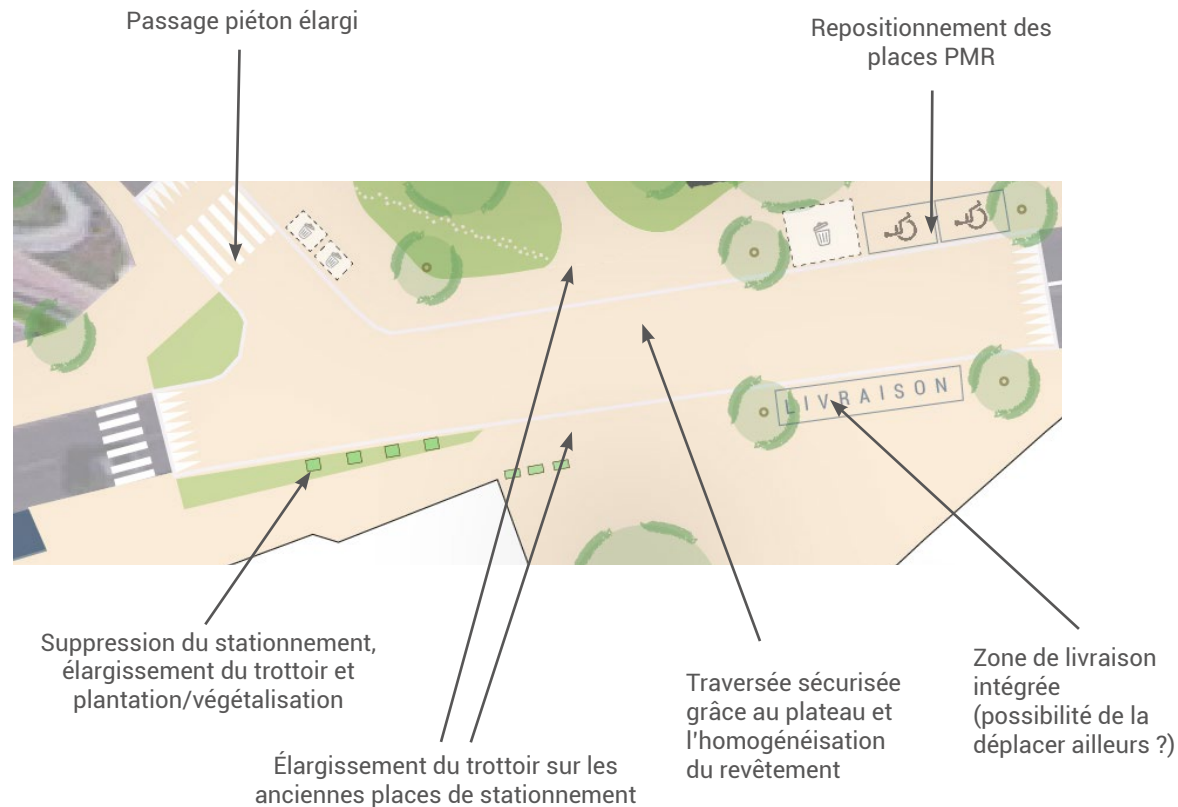 Passage piéton élargi
Repositionnement des
places PMR
LIVRAISON
Suppression du stationnement,
élargissement du trottoir et
plantation/végétalisation
Élargissement du trottoir sur les
anciennes places de stationnement
Traversée sécurisée
grâce au plateau et
l'homogénéisation
du revêtement
Zone de livraison
intégrée
(possibilité de la
déplacer ailleurs ?)